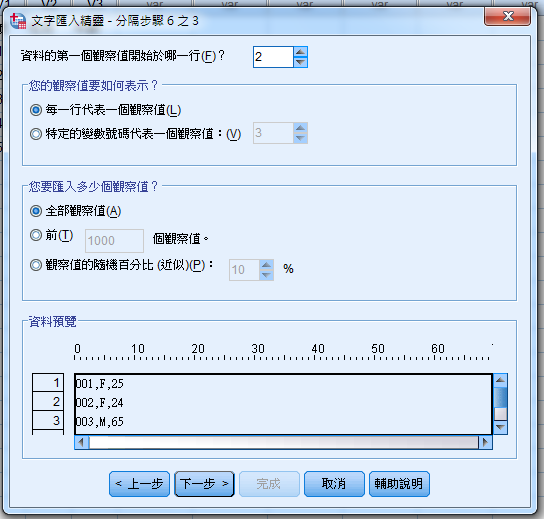 var
文字匯入精靈 - 分隔步驟 6 之 3
資料的第一個觀察值開始於哪一行(F)？ 2
您的觀察值要如何表示？
每一行代表一個觀察值(L)
特定的變數號碼代表一個觀察值：(V) 3
您要匯入多少個觀察值？
全部觀察值(A)
前(T) 1000 個觀察值。
觀察值的隨機百分比 (近似)(P)： 10 %
資料預覽
0 10 20 30 40 50 60
1 001,F,25
2 002,F,24
3 003,M,65
< 上一步 下一步 > 完成 取消 輔助說明